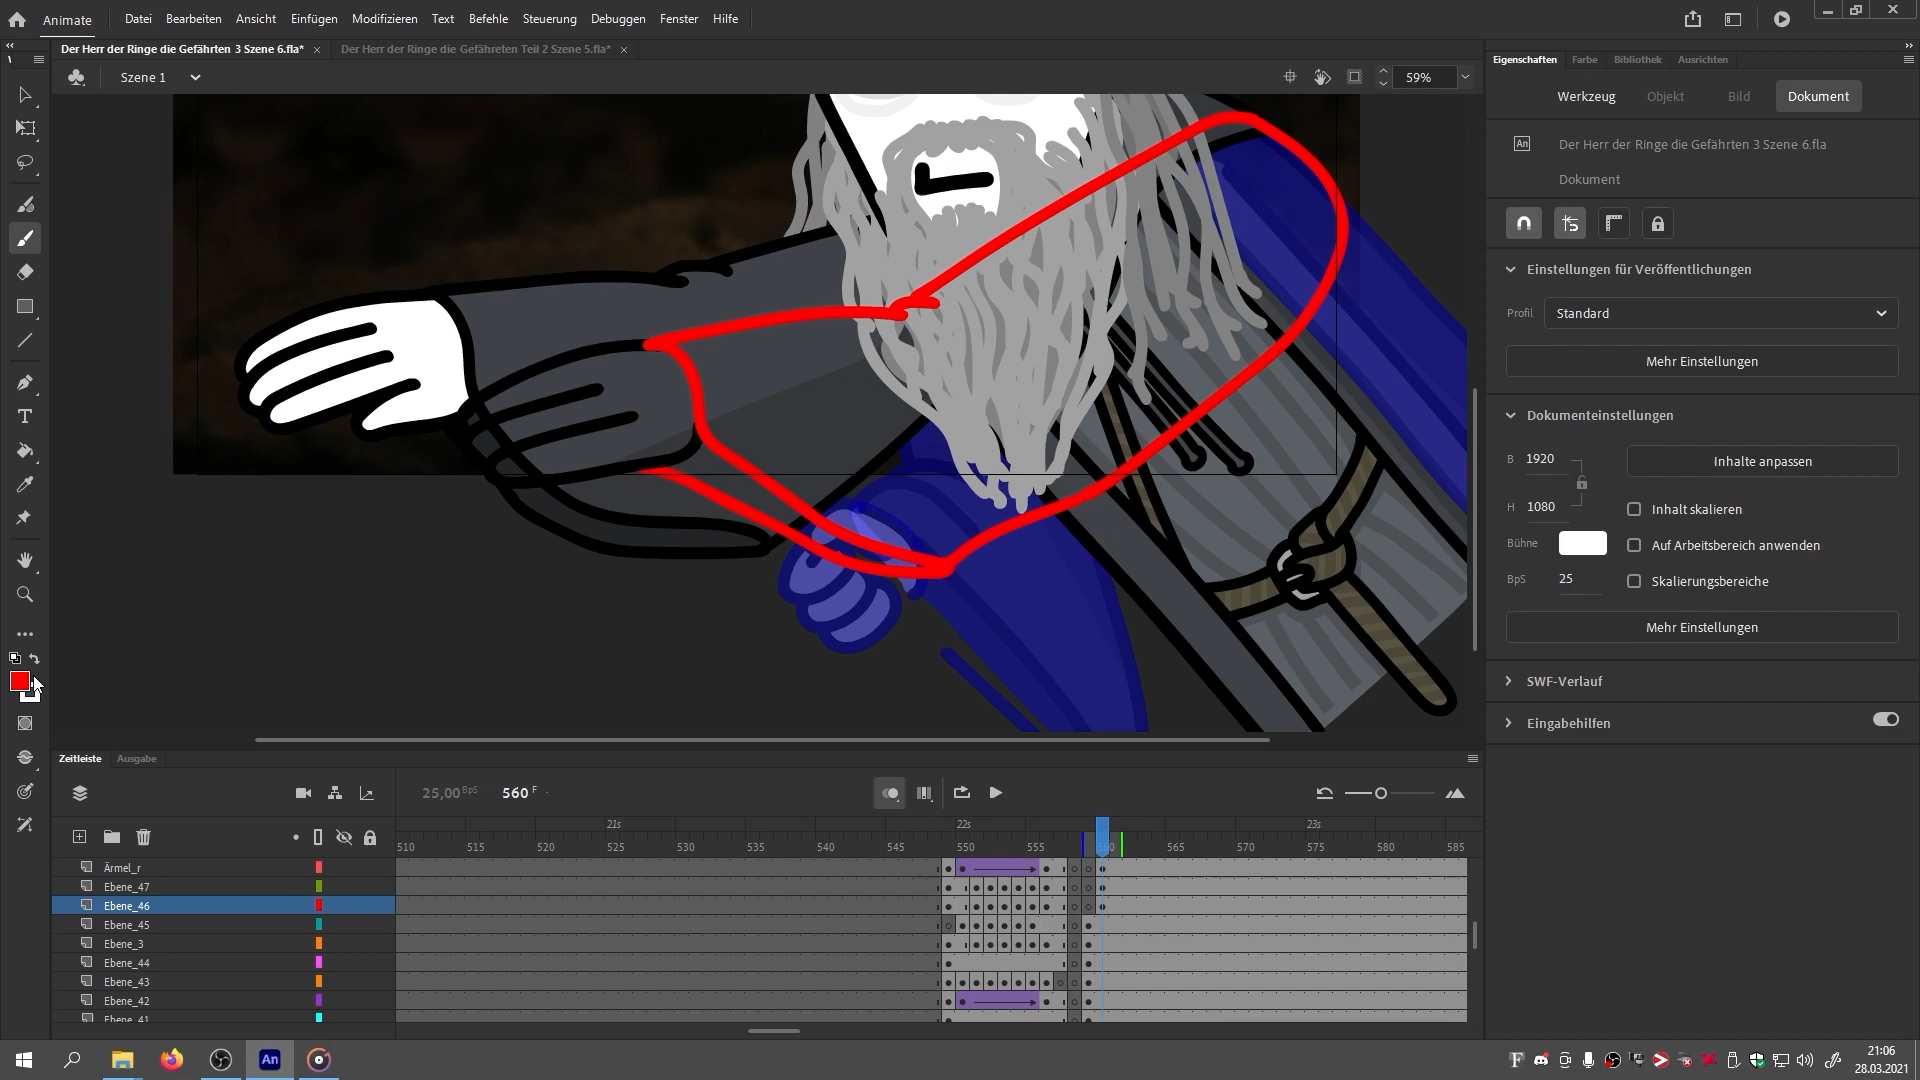 Animate Datei Bearbeiten Ansicht Einfügen Modifizieren Text Befehle Steuerung Debuggen Fenster Hilfe
Der Herr der Ringe die Gefährten 3 Szene 6.fla* Der Herr der Ringe die Gefähreten Teil 2 Szene 5.fla*
Szene 1 59%
Eigenschaften Farbe Bibliothek Ausrichten
Werkzeug Objekt Bild Dokument
An Der Herr der Ringe die Gefährten 3 Szene 6.fla
Dokument
Einstellungen für Veröffentlichungen
Profil Standard
Mehr Einstellungen
Dokumenteinstellungen
B 1920 Inhalte anpassen
H 1080 Inhalt skalieren
Bühne Auf Arbeitsbereich anwenden
BpS 25 Skalierungsbereiche
Mehr Einstellungen
SWF-Verlauf
Eingabehilfen
Zeitleiste Ausgabe
25,00 BpS 560 F
21s 22s 23s
510 515 520 525 530 535 540 545 550 555 560 565 570 575 580 585
Ärmel_r
Ebene_47
Ebene_46
Ebene_45
Ebene_3
Ebene_44
Ebene_43
Ebene_42
Ebene_41
An
21:06
28.03.2021